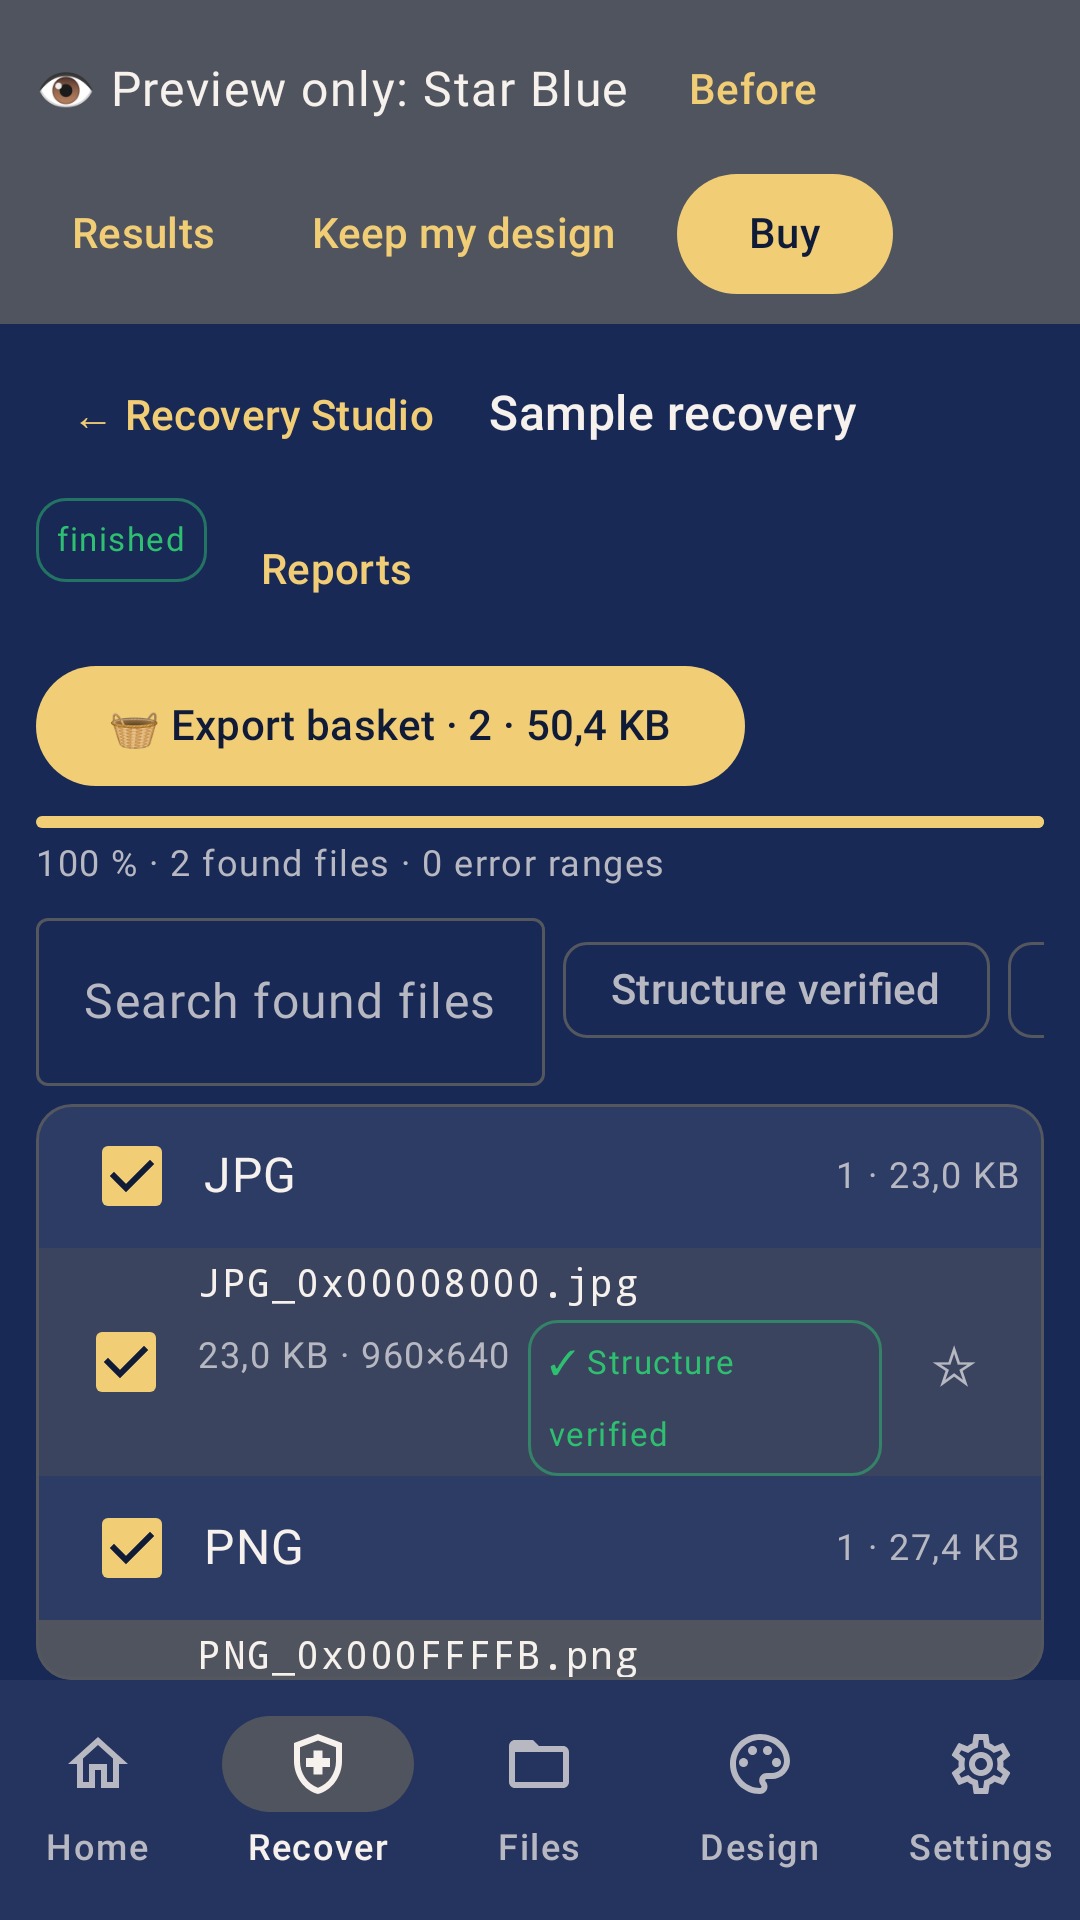 Preview only: Star Blue Before
Results Keep my design Buy
← Recovery Studio Sample recovery
finished Reports
Export basket · 2 · 50,4 KB
100 % · 2 found files · 0 error ranges
Search found files Structure verified
JPG 1 · 23,0 KB
JPG_0x00008000.jpg
23,0 KB · 960×640 ✓ Structure
verified
PNG 1 · 27,4 KB
PNG_0x000FFFFB.png
Home Recover Files Design Settings